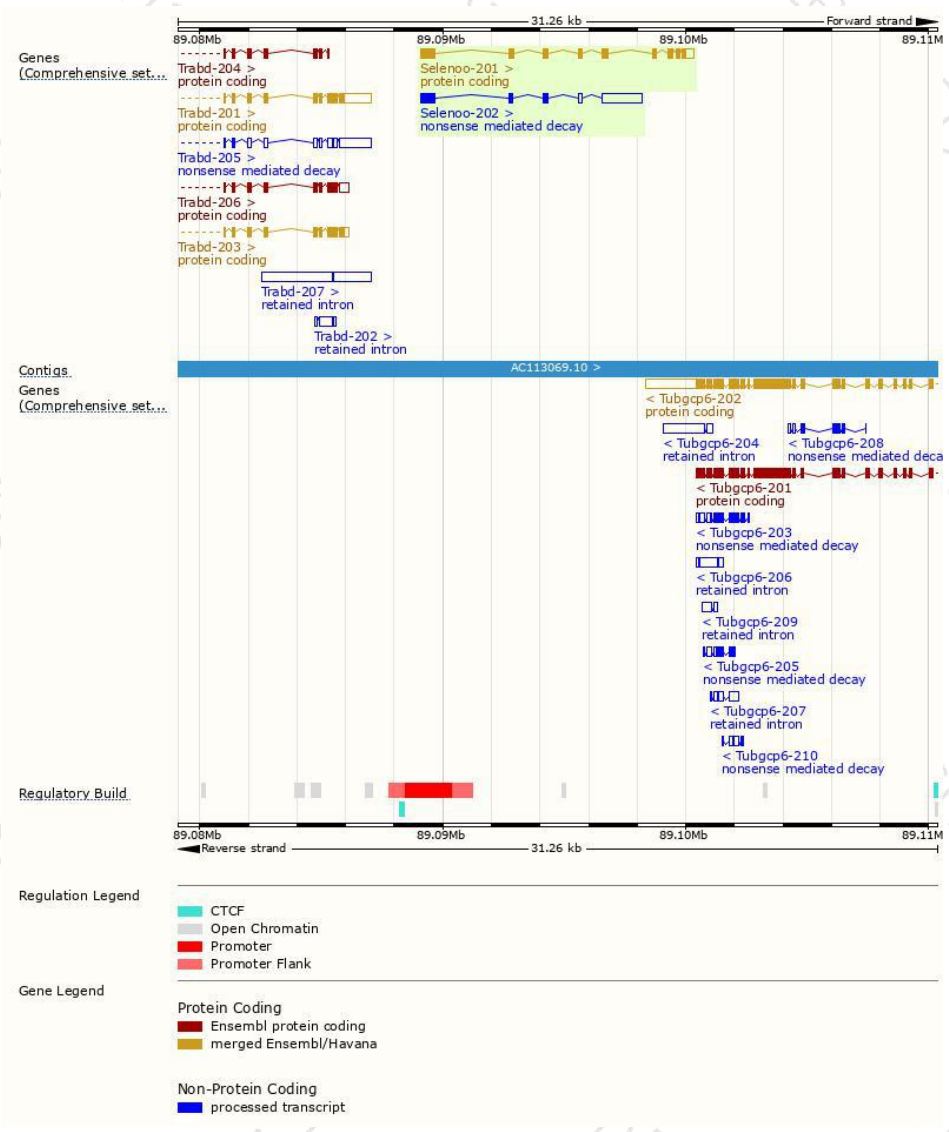 31.26 kb
Forward strand
89.08Mb 89.09Mb 89.10Mb 89.11M
Genes
(Comprehensive set...
Trabd-204 >
protein coding
Selenoo-201 >
protein coding
Trabd-201 >
protein coding
Selenoo-202 >
nonsense mediated decay
Trabd-205 >
nonsense mediated decay
Trabd-206 >
protein coding
Trabd-203 >
protein coding
Trabd-207 >
retained intron
Trabd-202 >
retained intron
Contigs
AC113069.10 >
Genes
(Comprehensive set...
< Tubgcp6-202
protein coding
< Tubgcp6-204
retained intron
< Tubgcp6-208
nonsense mediated deca
< Tubgcp6-201
protein coding
< Tubgcp6-203
nonsense mediated decay
< Tubgcp6-206
retained intron
< Tubgcp6-209
retained intron
< Tubgcp6-205
nonsense mediated decay
< Tubgcp6-207
retained intron
< Tubgcp6-210
nonsense mediated decay
Regulatory Build
89.08Mb 89.09Mb 89.10Mb 89.11M
Reverse strand
31.26 kb
Regulation Legend
CTCF
Open Chromatin
Promoter
Promoter Flank
Gene Legend
Protein Coding
Ensembl protein coding
merged Ensembl/Havana
Non-Protein Coding
processed transcript